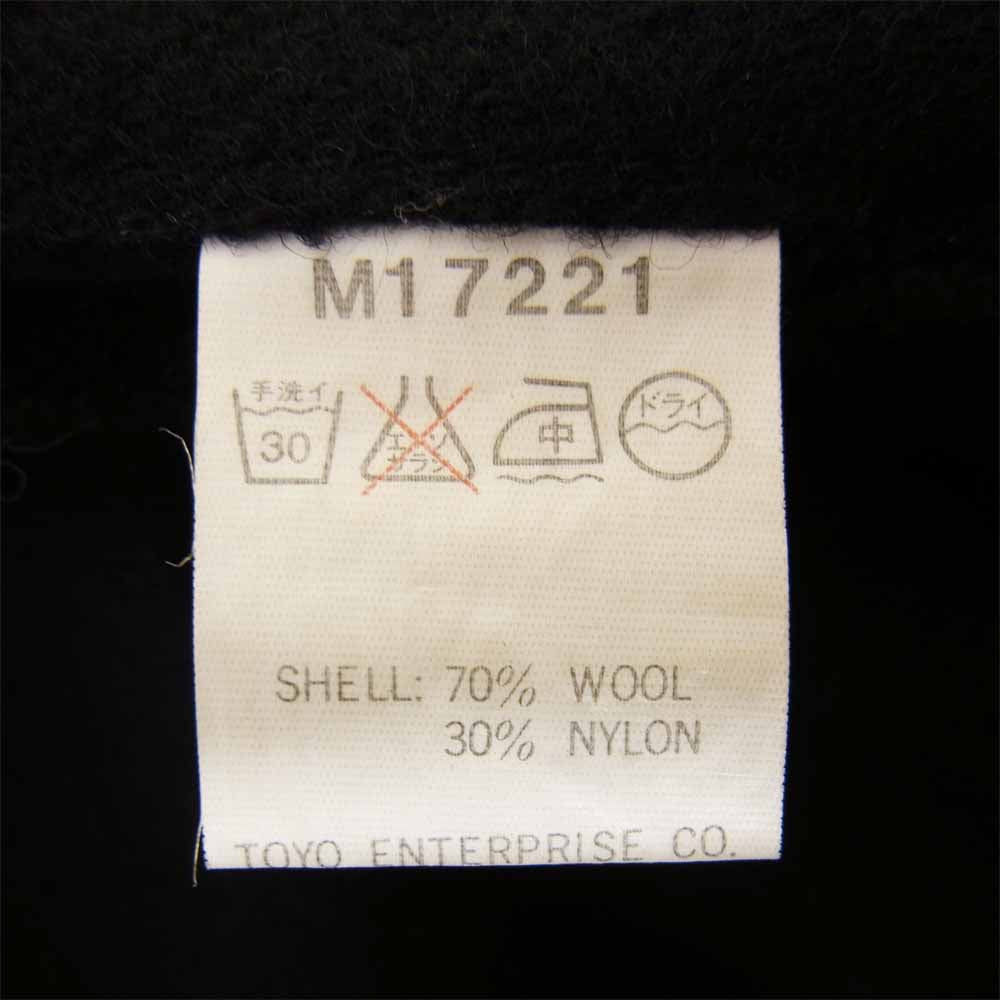 M17221
手洗イ エンソ 中 ドライ
30 サラシ
SHELL: 70% WOOL
30% NYLON
TOYO ENTERPRISE CO.